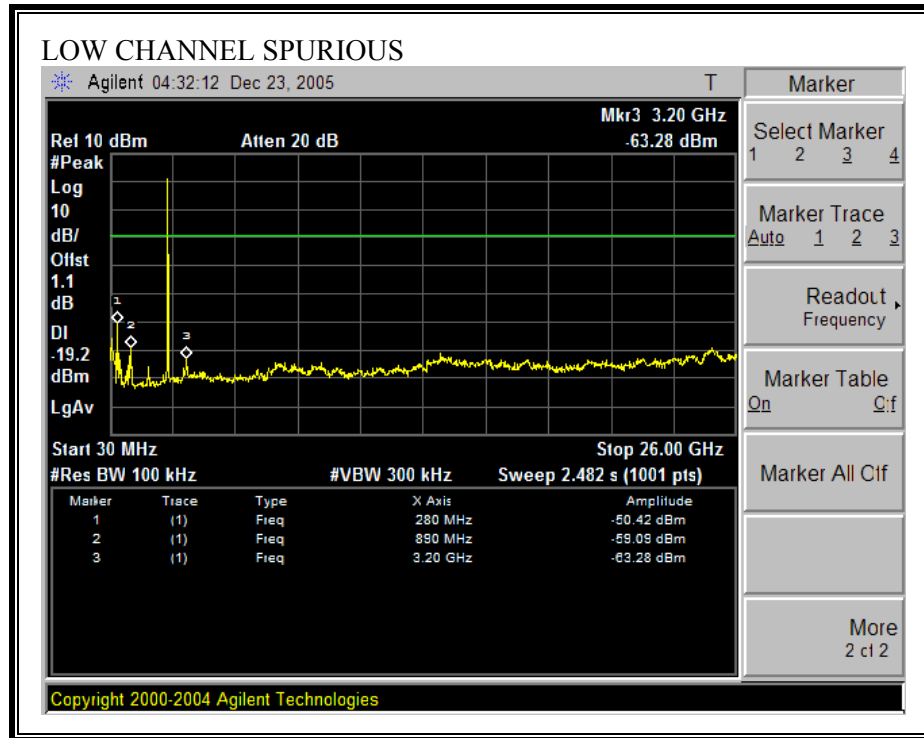 LOW CHANNEL SPURIOUS
Agilent 04:32:12 Dec 23, 2005 T
Mkr3 3.20 GHz
Ref 10 dBm Atten 20 dB -63.28 dBm
#Peak
Log
10
dB/
Offst
1.1
dB
DI
-19.2
dBm
LgAv
1
2
3
Start 30 MHz Stop 26.00 GHz
#Res BW 100 kHz #VBW 300 kHz Sweep 2.482 s (1001 pts)
Marker Trace Type X Axis Amplitude
1 (1) Freq 280 MHz -50.42 dBm
2 (1) Freq 890 MHz -59.09 dBm
3 (1) Freq 3.20 GHz -63.28 dBm
Copyright 2000-2004 Agilent Technologies
Marker
Select Marker
1 2 3 4
Marker Trace
Auto 1 2 3
Readout
Frequency
Marker Table
On Off
Marker All Off
More
2 of 2